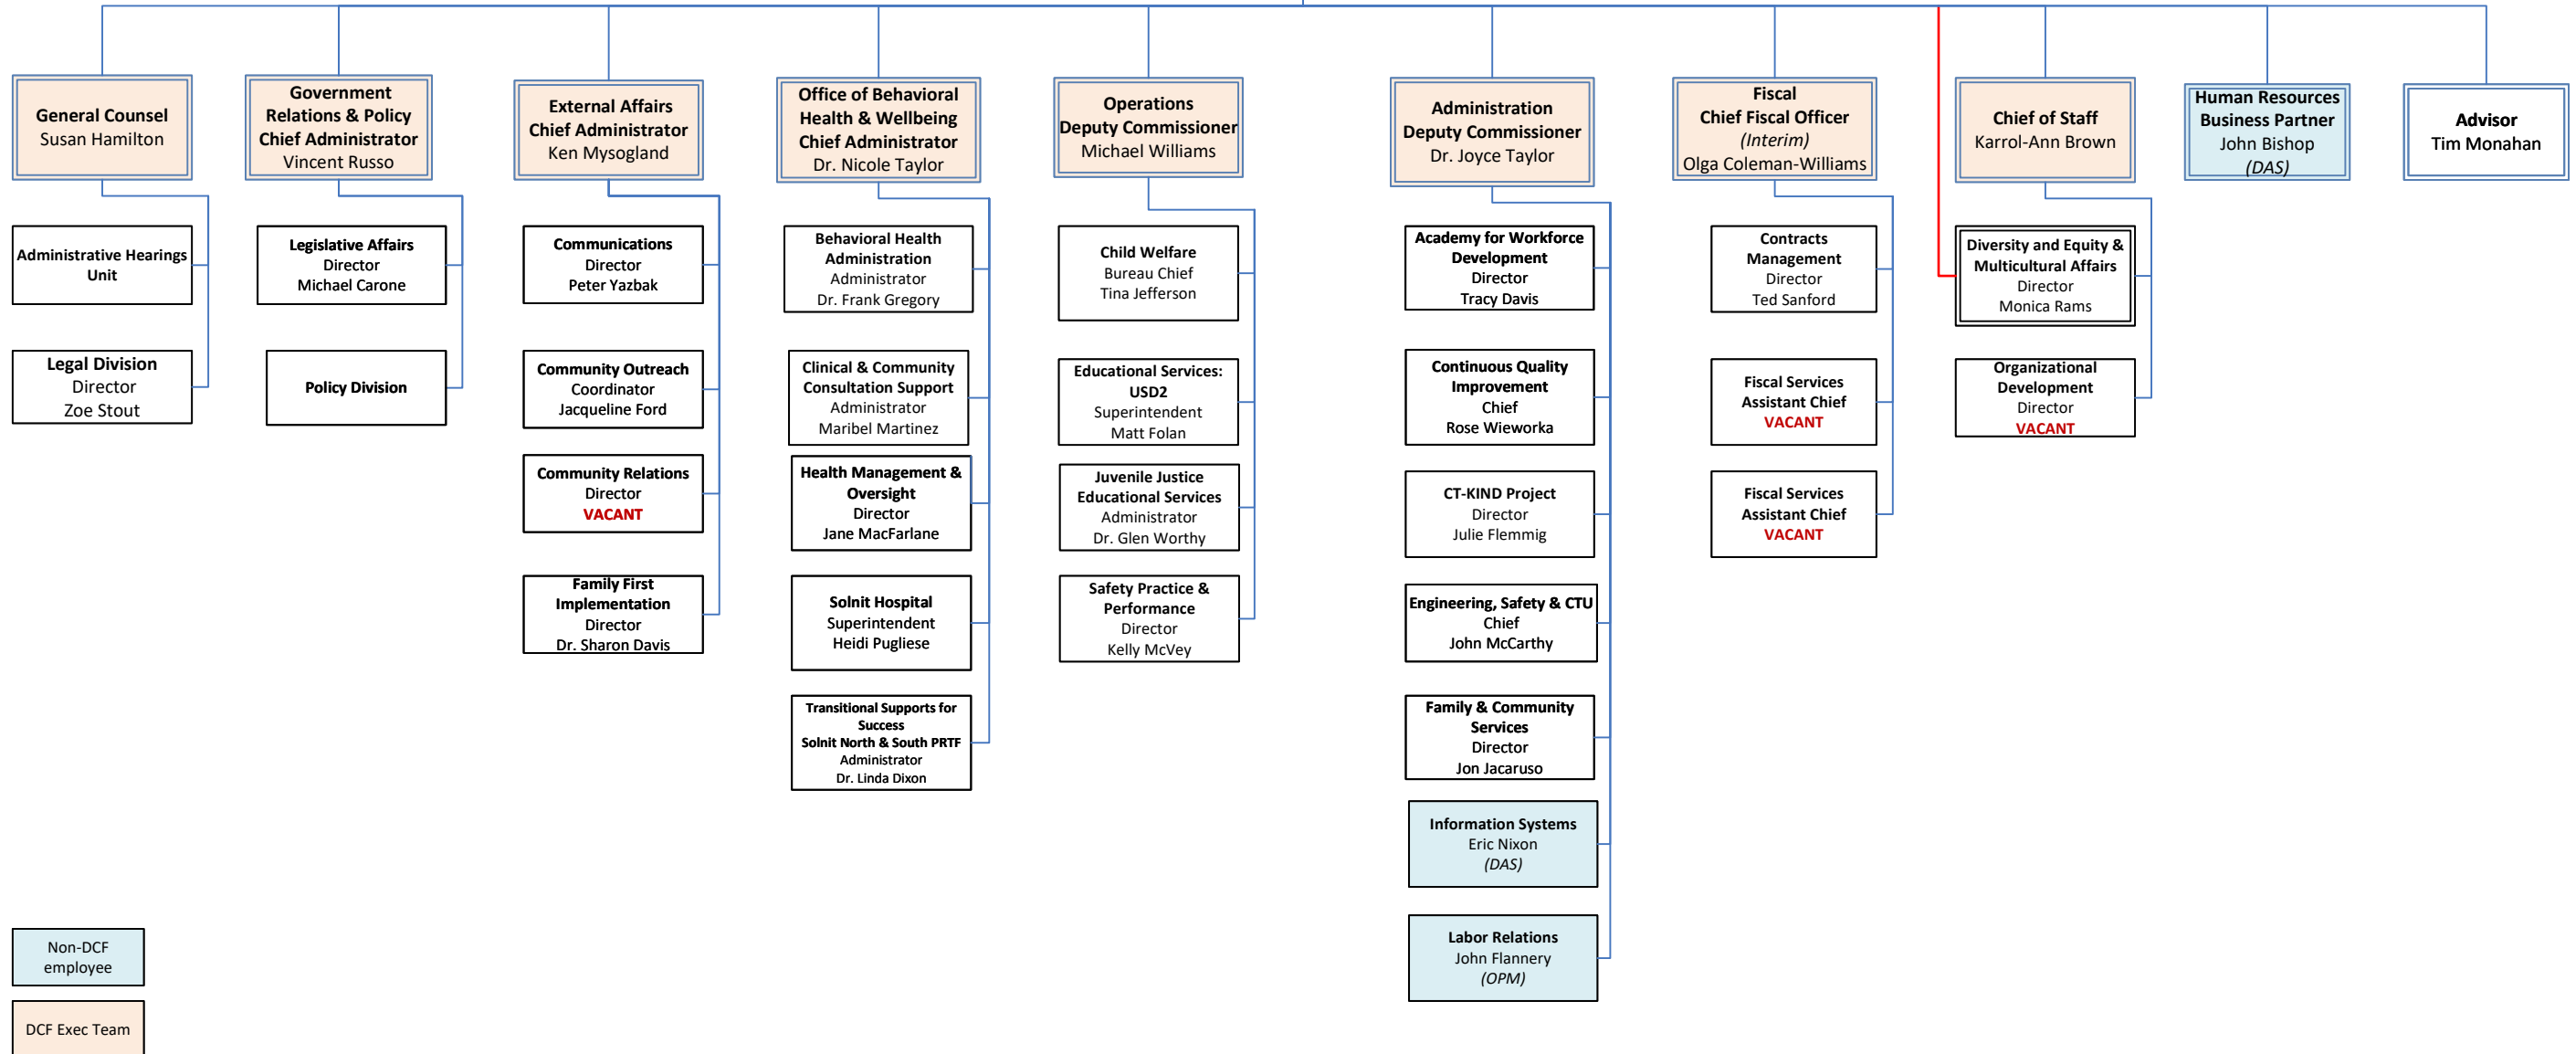 General Counsel
Susan Hamilton
Administrative Hearings
Unit
Legal Division
Director
Zoe Stout
Government
Relations & Policy
Chief Administrator
Vincent Russo
Legislative Affairs
Director
Michael Carone
Policy Division
External Affairs
Chief Administrator
Ken Mysogland
Communications
Director
Peter Yazbak
Community Outreach
Coordinator
Jacqueline Ford
Community Relations
Director
VACANT
Family First
Implementation
Director
Dr. Sharon Davis
Office of Behavioral
Health & Wellbeing
Chief Administrator
Dr. Nicole Taylor
Behavioral Health
Administration
Administrator
Dr. Frank Gregory
Clinical & Community
Consultation Support
Administrator
Maribel Martinez
Health Management &
Oversight
Director
Jane MacFarlane
Solnit Hospital
Superintendent
Heidi Pugliese
Transitional Supports for
Success
Solnit North & South PRTF
Administrator
Dr. Linda Dixon
Operations
Deputy Commissioner
Michael Williams
Child Welfare
Bureau Chief
Tina Jefferson
Educational Services:
USD2
Superintendent
Matt Folan
Juvenile Justice
Educational Services
Administrator
Dr. Glen Worthy
Safety Practice &
Performance
Director
Kelly McVey
Administration
Deputy Commissioner
Dr. Joyce Taylor
Academy for Workforce
Development
Director
Tracy Davis
Continuous Quality
Improvement
Chief
Rose Wieworka
CT-KIND Project
Director
Julie Flemmig
Engineering, Safety & CTU
Chief
John McCarthy
Family & Community
Services
Director
Jon Jacaruso
Information Systems
Eric Nixon
(DAS)
Labor Relations
John Flannery
(OPM)
Fiscal
Chief Fiscal Officer
(Interim)
Olga Coleman-Williams
Contracts
Management
Director
Ted Sanford
Fiscal Services
Assistant Chief
VACANT
Fiscal Services
Assistant Chief
VACANT
Chief of Staff
Karrol-Ann Brown
Diversity and Equity &
Multicultural Affairs
Director
Monica Rams
Organizational
Development
Director
VACANT
Human Resources
Business Partner
John Bishop
(DAS)
Advisor
Tim Monahan
Non-DCF
employee
DCF Exec Team